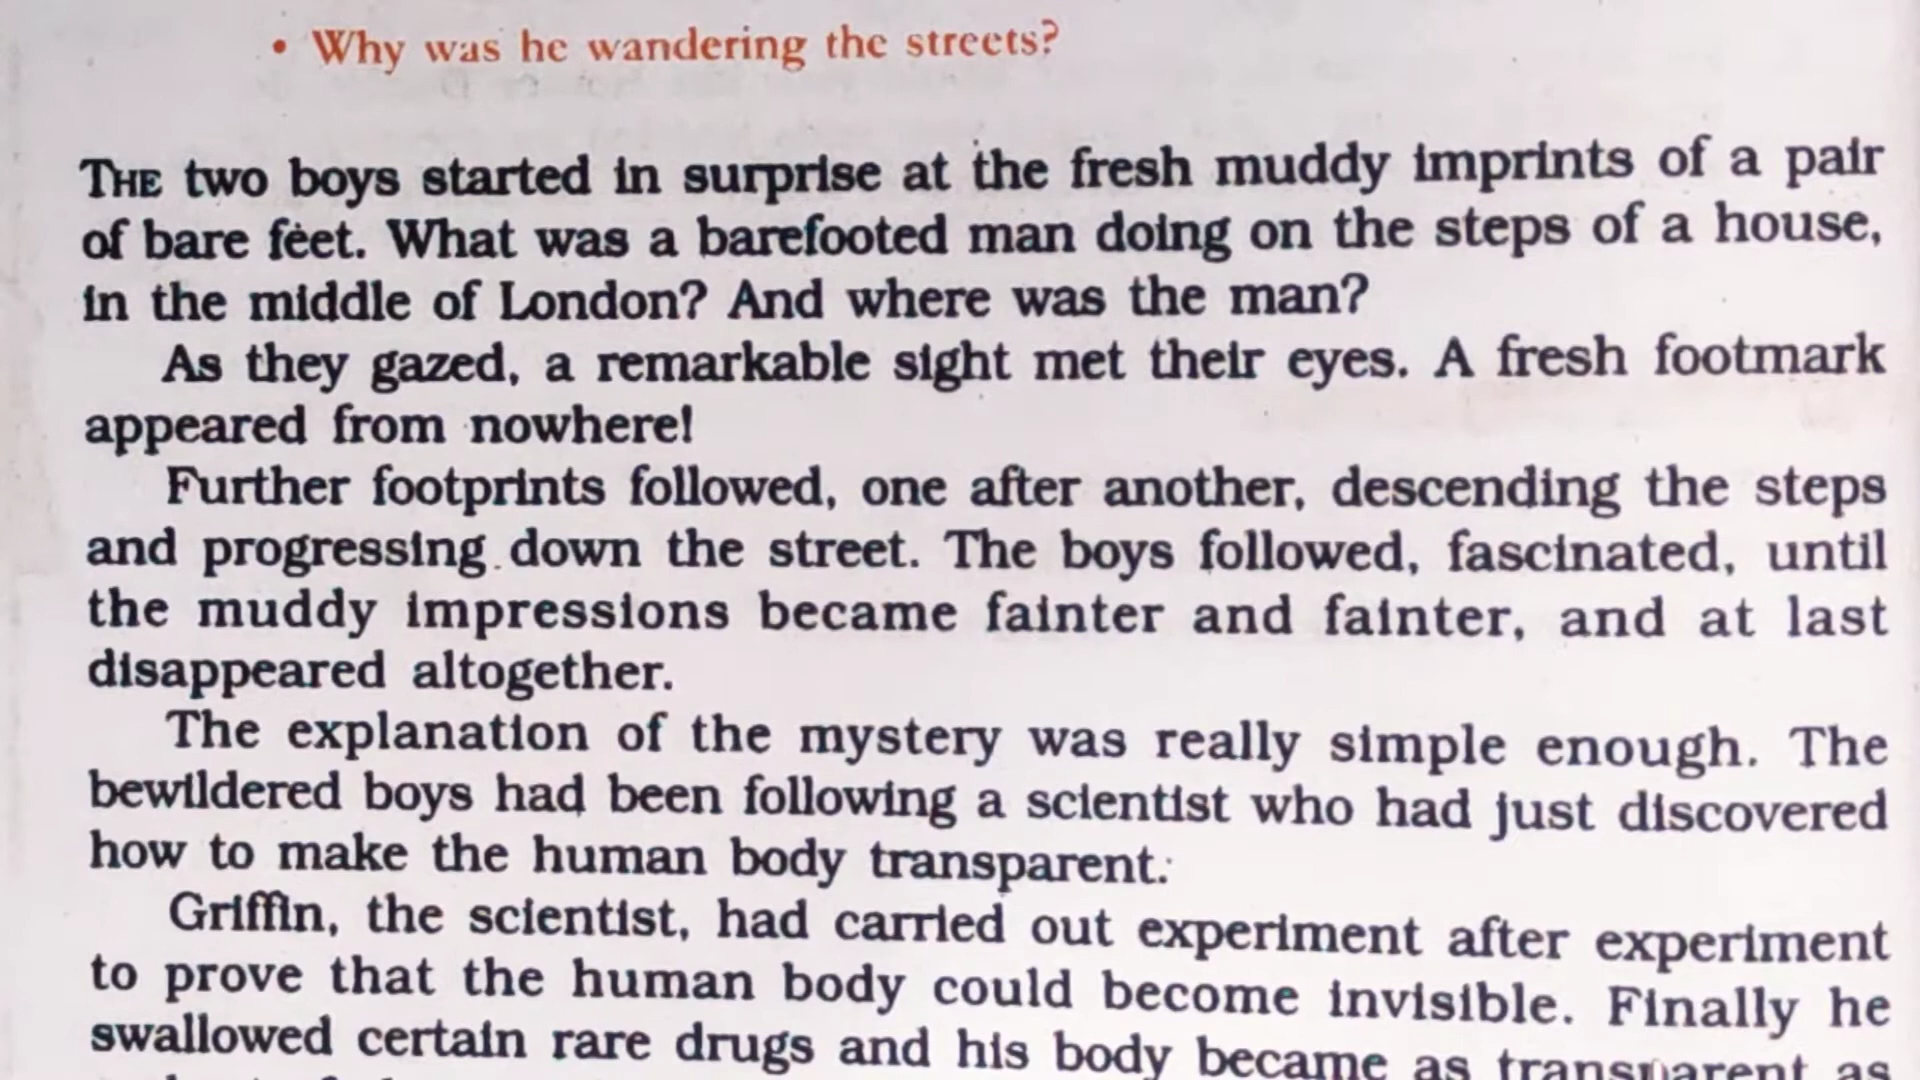 • Why was he wandering the streets?
THE two boys started in surprise at the fresh muddy imprints of a pair
of bare feet. What was a barefooted man doing on the steps of a house,
in the middle of London? And where was the man?
As they gazed, a remarkable sight met their eyes. A fresh footmark
appeared from nowhere!
Further footprints followed, one after another, descending the steps
and progressing down the street. The boys followed, fascinated, until
the muddy impressions became fainter and fainter, and at last
disappeared altogether.
The explanation of the mystery was really simple enough. The
bewildered boys had been following a scientist who had just discovered
how to make the human body transparent.
Griffin, the scientist, had carried out experiment after experiment
to prove that the human body could become invisible. Finally he
swallowed certain rare drugs and his body became as transparent as